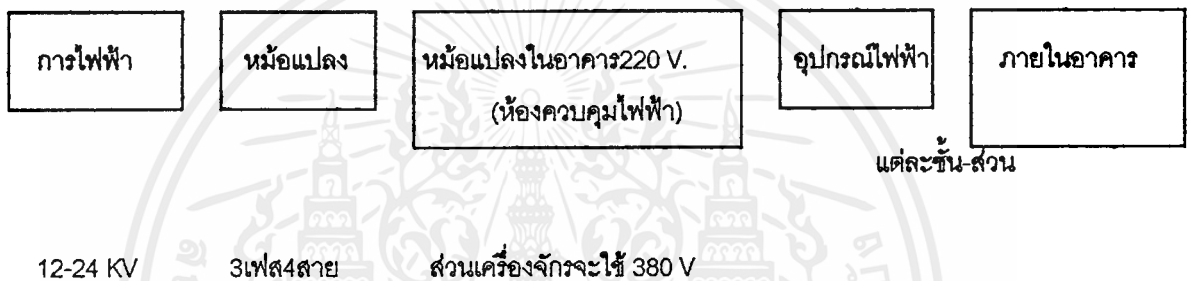 การไฟฟ้า
หม้อแปลง
หม้อแปลงในอาคาร220 V.
(ห้องควบคุมไฟฟ้า)
อุปกรณ์ไฟฟ้า
ภายในอาคาร
แต่ละชั้น-ส่วน
12-24 KV
3เฟส4สาย
ส่วนเครื่องจักรจะใช้ 380 V